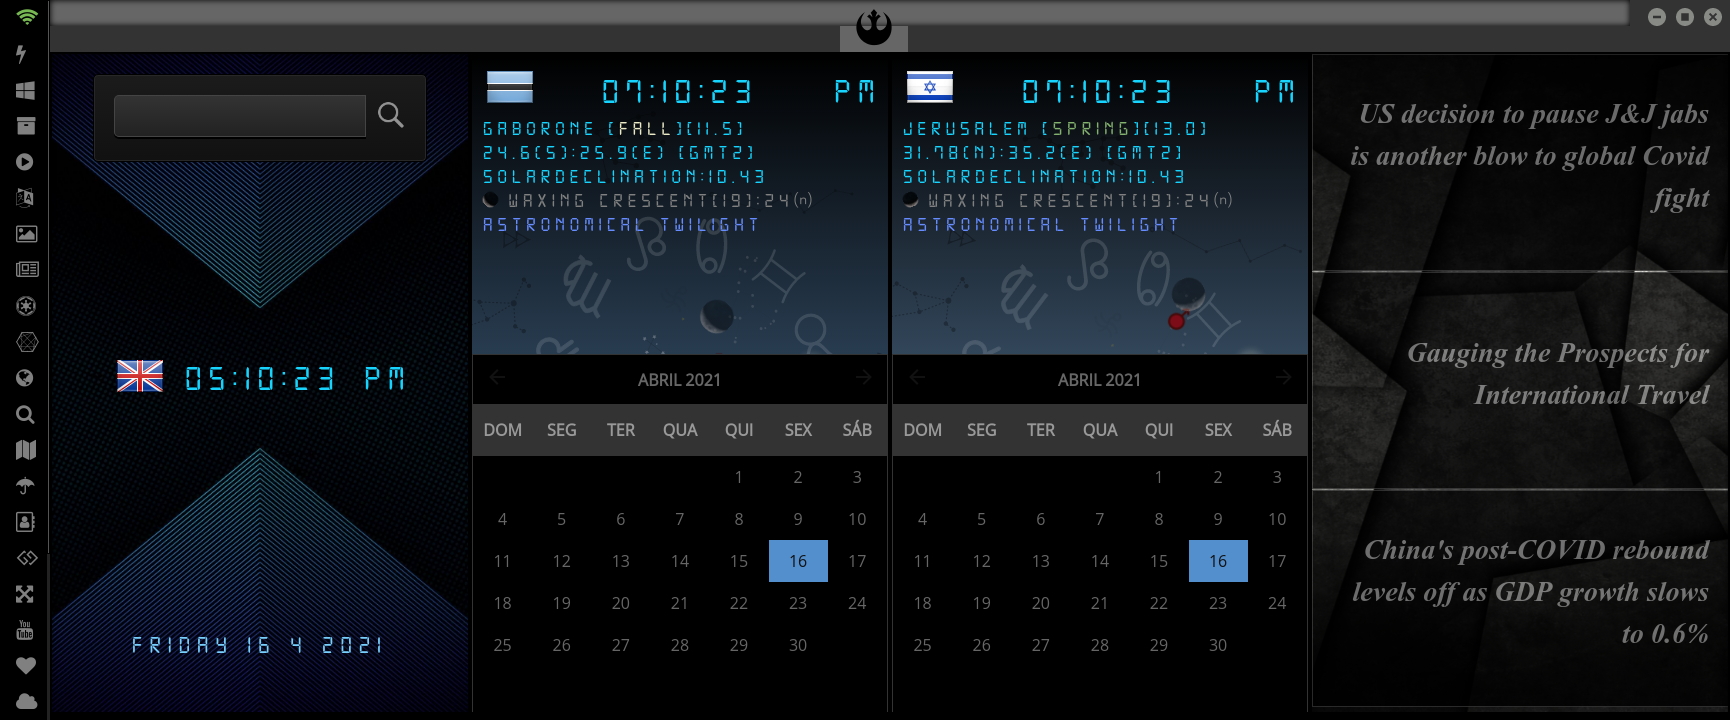 05:10:23 PM
FRIDAY 16 4 2021
07:10:23 PM
GABORONE [FALL][11.5]
24.6(S):25.9(E) [GMT2]
SOLARDECLINATION:10.43
WAXING CRESCENT[19]:24(n)
ASTRONOMICAL TWILIGHT
ABRIL 2021
DOM SEG TER QUA QUI SEX SÁB
1 2 3
4 5 6 7 8 9 10
11 12 13 14 15 16 17
18 19 20 21 22 23 24
25 26 27 28 29 30
07:10:23 PM
JERUSALEM [SPRING][13.0]
31.78(N):35.2(E) [GMT2]
SOLARDECLINATION:10.43
WAXING CRESCENT[19]:24(n)
ASTRONOMICAL TWILIGHT
ABRIL 2021
DOM SEG TER QUA QUI SEX SÁB
1 2 3
4 5 6 7 8 9 10
11 12 13 14 15 16 17
18 19 20 21 22 23 24
25 26 27 28 29 30
US decision to pause J&J jabs
is another blow to global Covid
fight
Gauging the Prospects for
International Travel
China's post-COVID rebound
levels off as GDP growth slows
to 0.6%
You
Tube